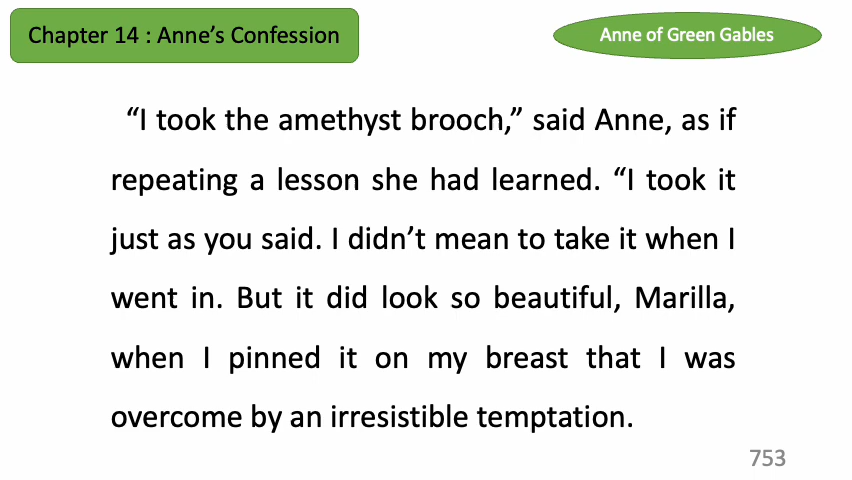 Chapter 14 : Anne’s Confession
Anne of Green Gables
“I took the amethyst brooch,” said Anne, as if
repeating a lesson she had learned. “I took it
just as you said. I didn’t mean to take it when I
went in. But it did look so beautiful, Marilla,
when I pinned it on my breast that I was
overcome by an irresistible temptation.
753